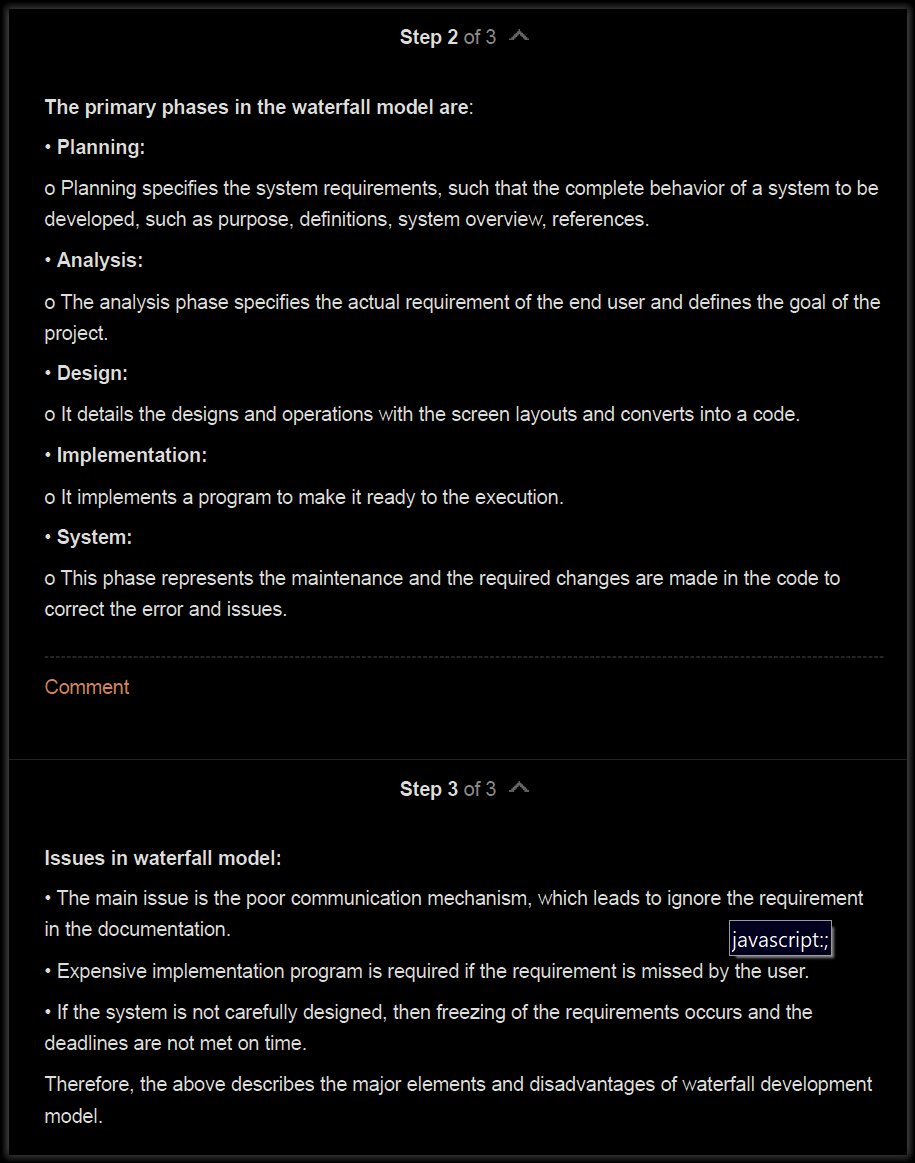 Step 2 of 3
The primary phases in the waterfall model are:
• Planning:
o Planning specifies the system requirements, such that the complete behavior of a system to be
developed, such as purpose, definitions, system overview, references.
• Analysis:
o The analysis phase specifies the actual requirement of the end user and defines the goal of the
project.
• Design:
o It details the designs and operations with the screen layouts and converts into a code.
• Implementation:
o It implements a program to make it ready to the execution.
• System:
o This phase represents the maintenance and the required changes are made in the code to
correct the error and issues.
Comment
Step 3 of 3
Issues in waterfall model:
• The main issue is the poor communication mechanism, which leads to ignore the requirement
in the documentation.
javascript:;
• Expensive implementation program is required if the requirement is missed by the user.
• If the system is not carefully designed, then freezing of the requirements occurs and the
deadlines are not met on time.
Therefore, the above describes the major elements and disadvantages of waterfall development
model.